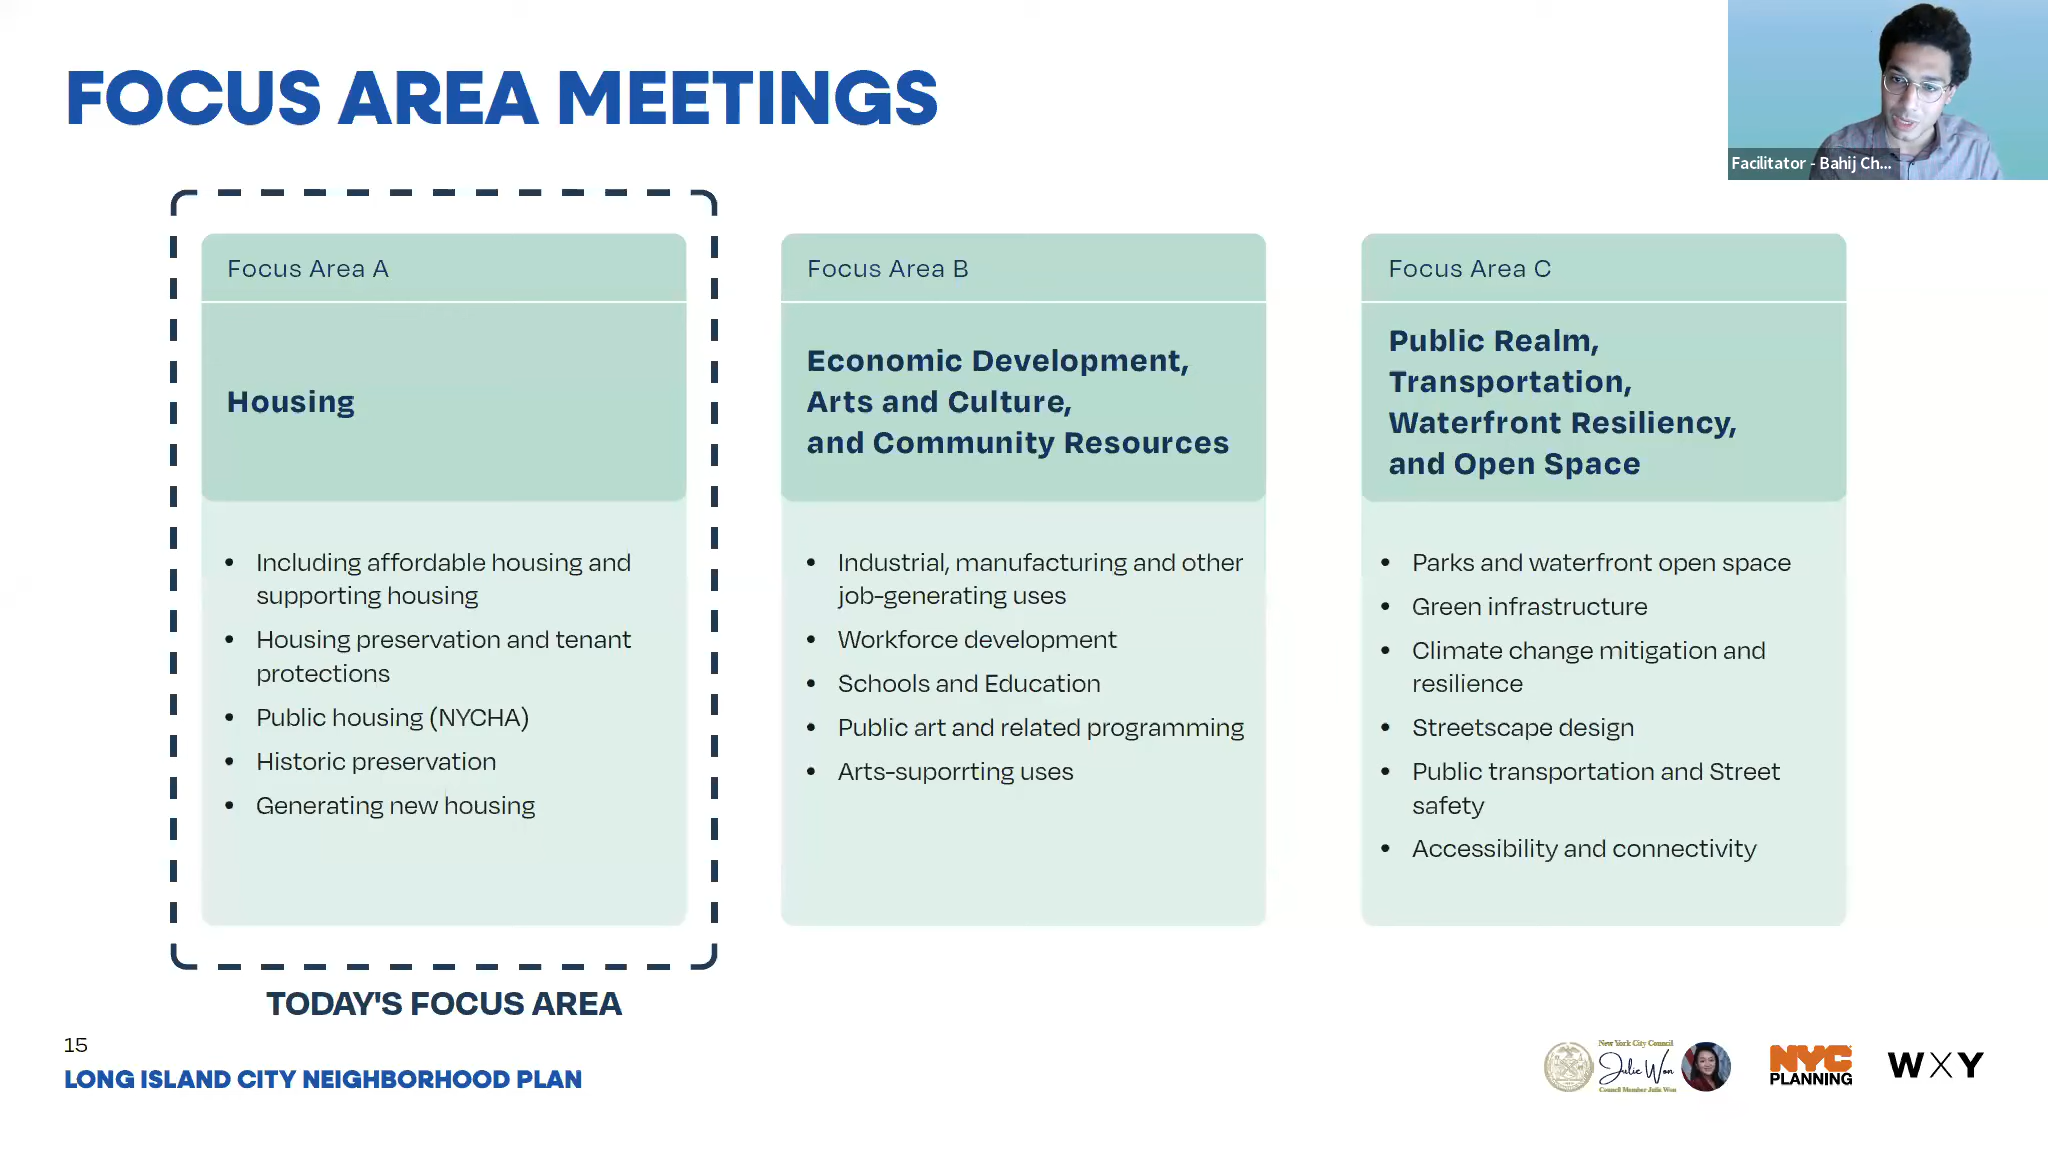 FOCUS AREA MEETINGS
Facilitator - Bahij Ch...
Focus Area A
Housing
• Including affordable housing and
supporting housing
• Housing preservation and tenant
protections
• Public housing (NYCHA)
• Historic preservation
• Generating new housing
TODAY'S FOCUS AREA
Focus Area B
Economic Development,
Arts and Culture,
and Community Resources
• Industrial, manufacturing and other
job-generating uses
• Workforce development
• Schools and Education
• Public art and related programming
• Arts-suporrting uses
Focus Area C
Public Realm,
Transportation,
Waterfront Resiliency,
and Open Space
• Parks and waterfront open space
• Green infrastructure
• Climate change mitigation and
resilience
• Streetscape design
• Public transportation and Street
safety
• Accessibility and connectivity
15
LONG ISLAND CITY NEIGHBORHOOD PLAN
New York City Council
Julie Won
Council Member Julie Won
NYC
PLANNING
WXY